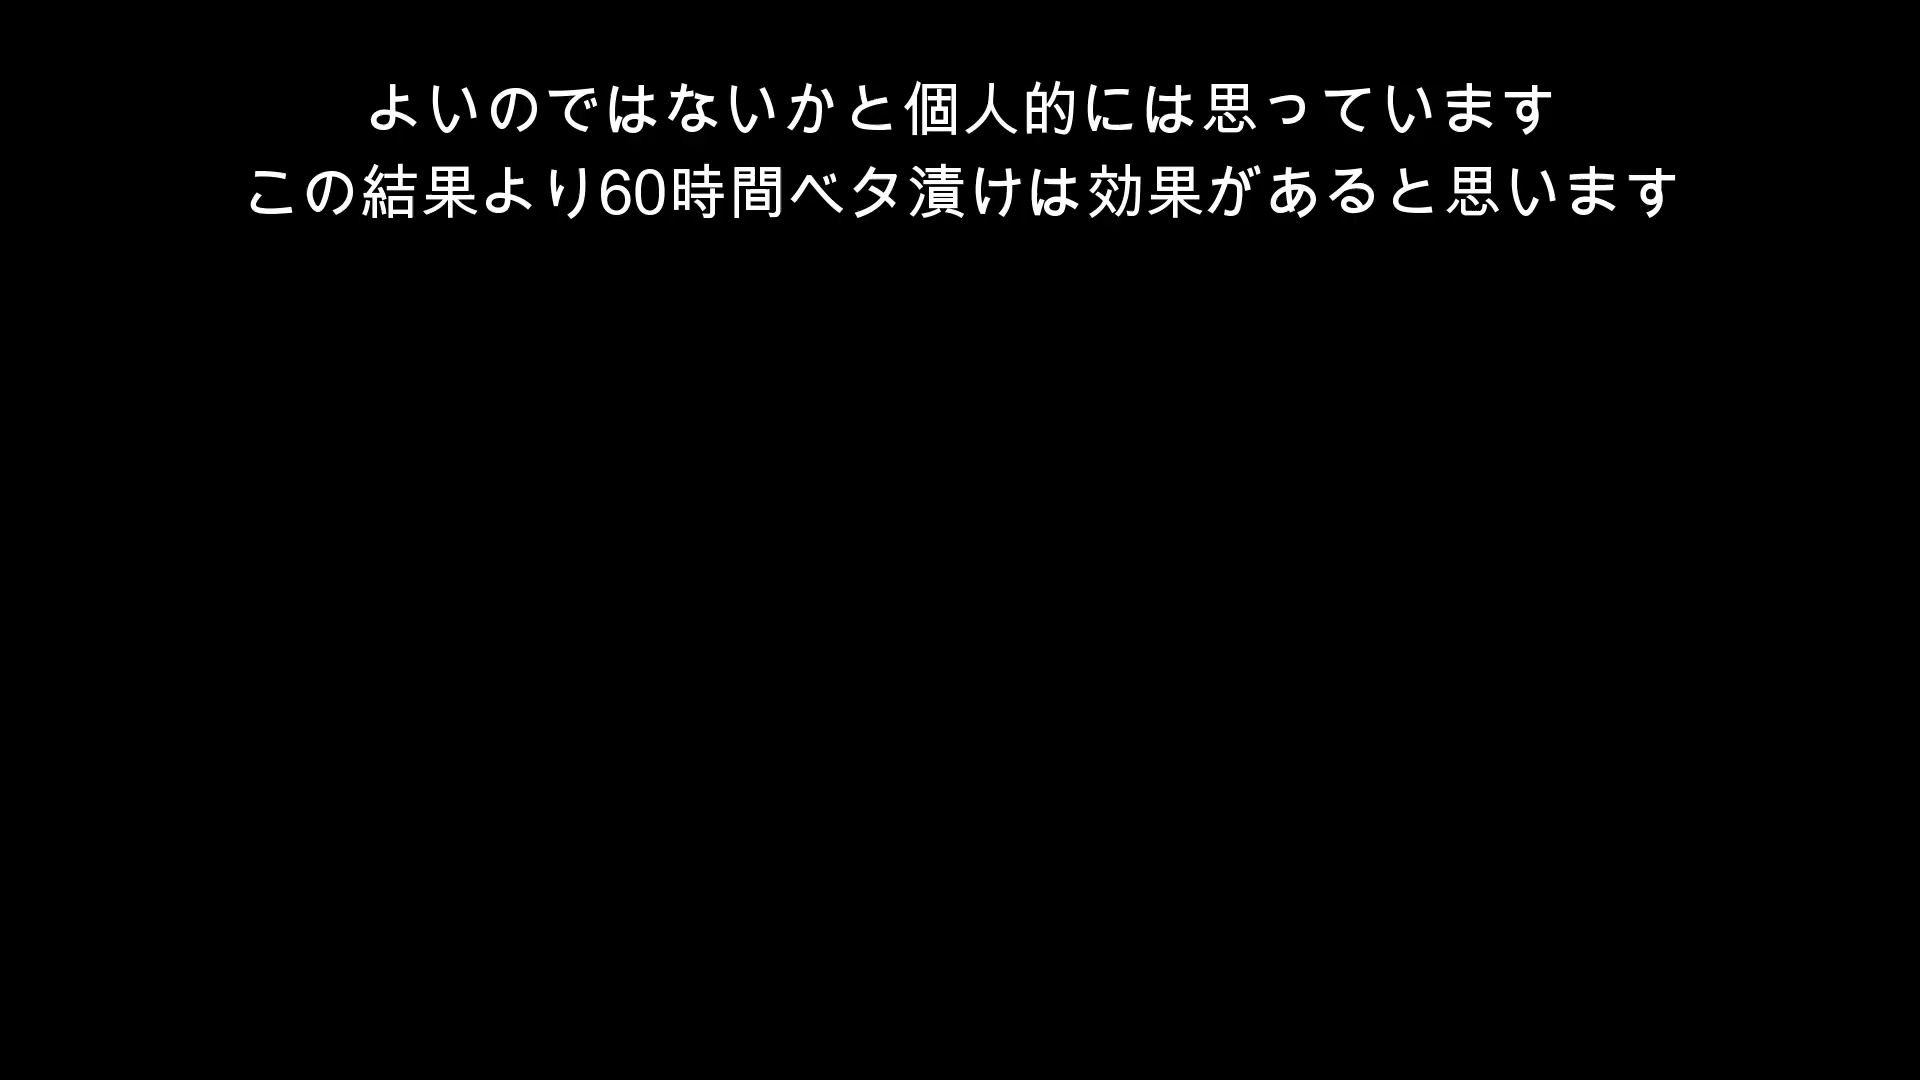 よいのではないかと個人的には思っています
この結果より60時間ベタ漬けは効果があると思います